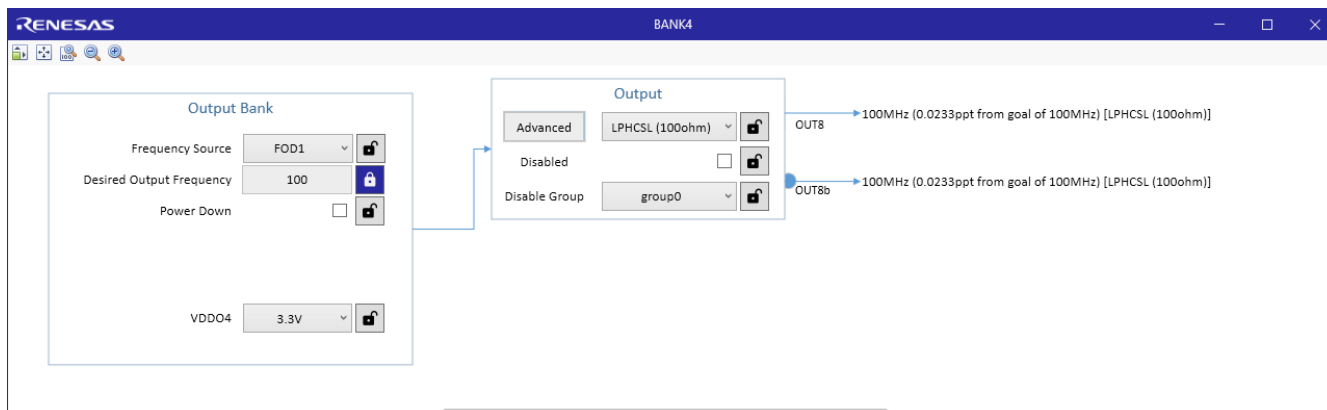 RENESAS
BANK4
Output Bank
Frequency Source FOD1
Desired Output Frequency 100
Power Down
VDDO4 3.3V
Output
Advanced LPHCSL (100ohm)
Disabled
Disable Group group0
OUT8 100MHz (0.0233ppt from goal of 100MHz) [LPHCSL (100ohm)]
OUT8b 100MHz (0.0233ppt from goal of 100MHz) [LPHCSL (100ohm)]